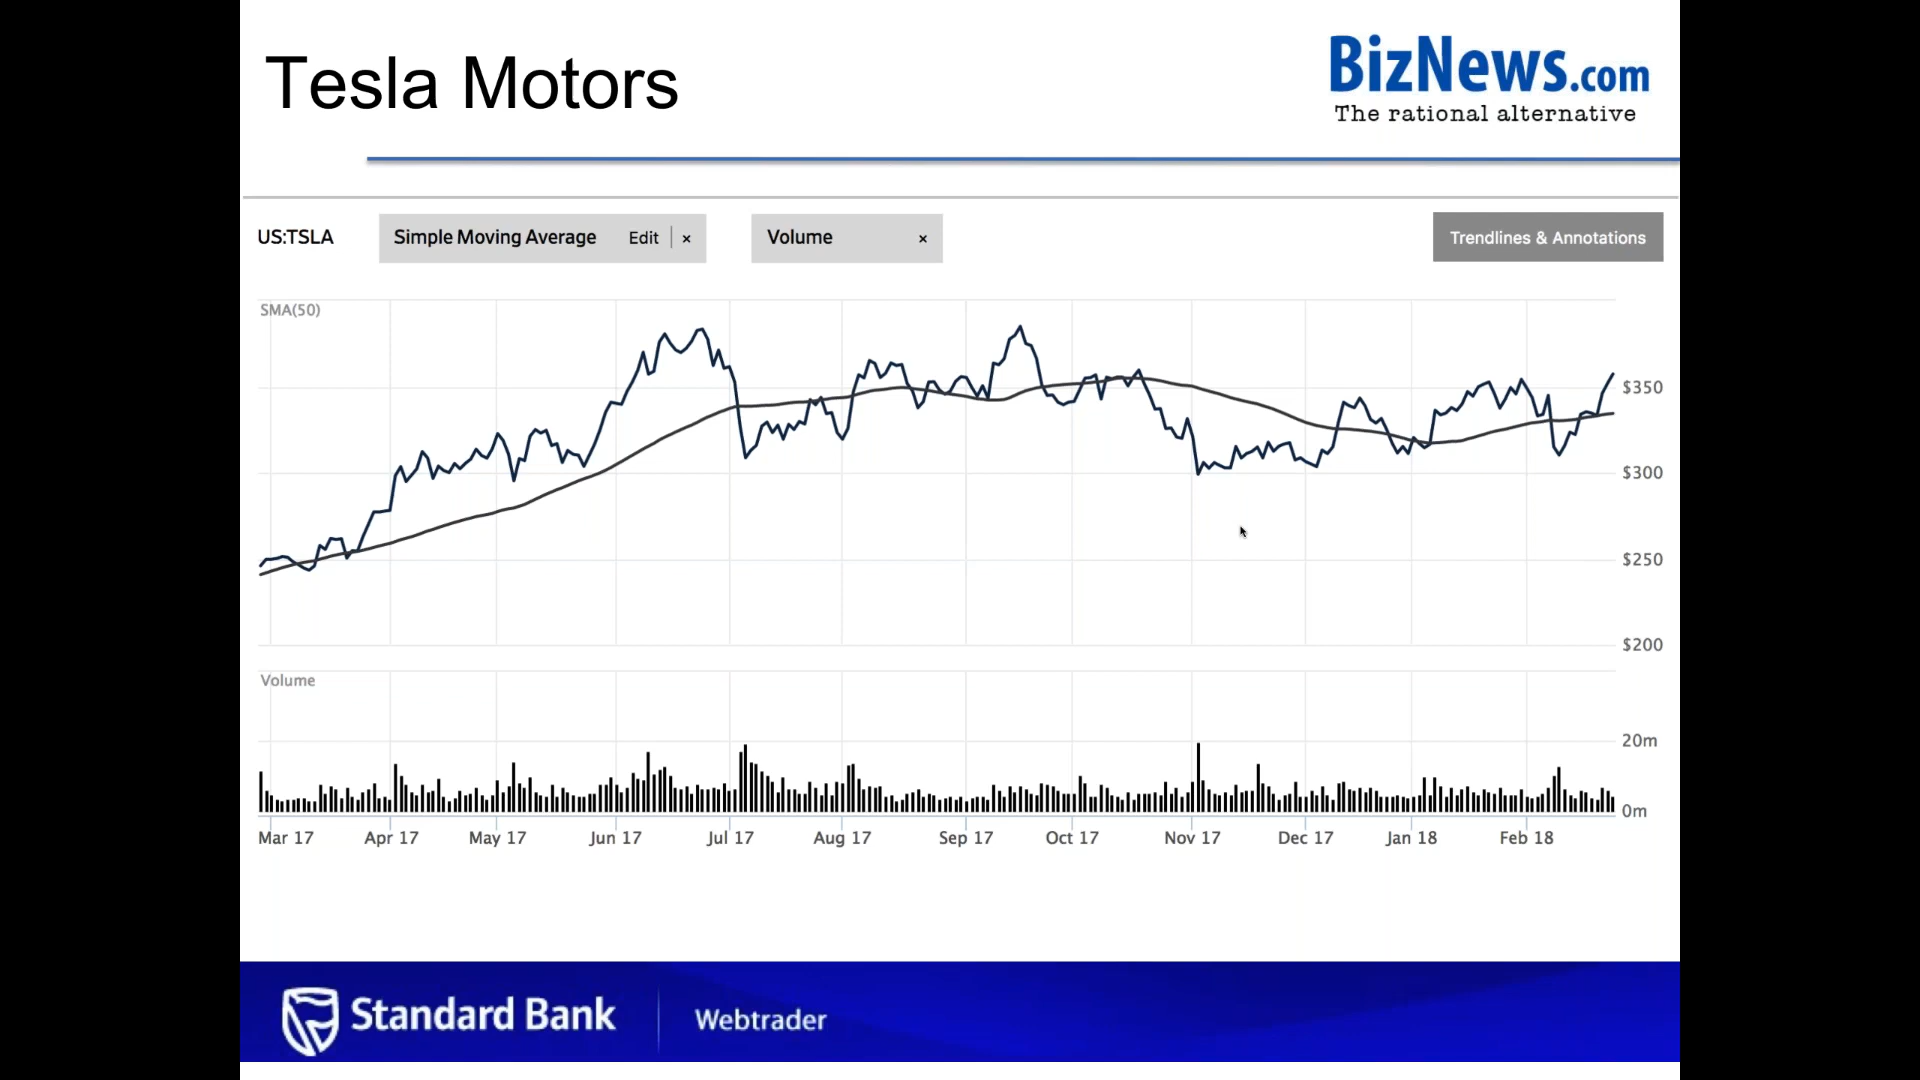 Tesla Motors
BizNews.com
The rational alternative
US:TSLA
Simple Moving Average Edit ×
Volume ×
Trendlines & Annotations
SMA(50)
$350
$300
$250
$200
Volume
20m
0m
Mar 17 Apr 17 May 17 Jun 17 Jul 17 Aug 17 Sep 17 Oct 17 Nov 17 Dec 17 Jan 18 Feb 18
Standard Bank
Webtrader